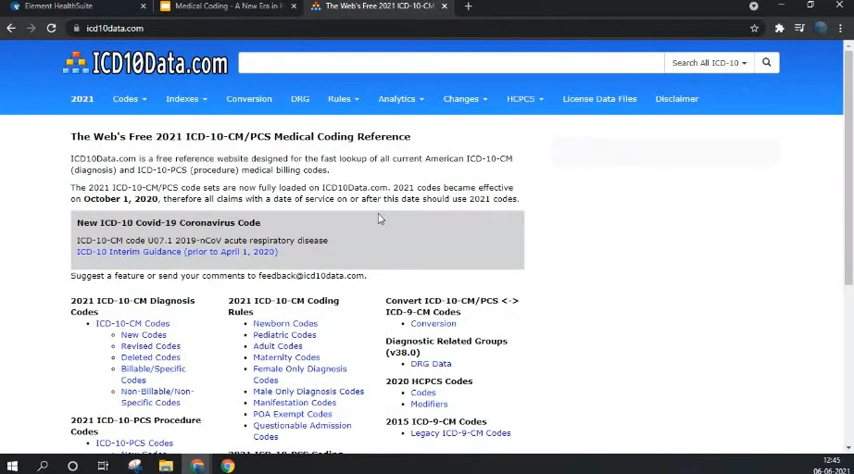 Element HealthSuite
Medical Coding - A New Era in H
The Web's Free 2021 ICD-10-CM
icd10data.com
ICD10Data.com
Search All ICD-10
2021 Codes Indexes Conversion DRG Rules Analytics Changes HCPCS License Data Files Disclaimer
The Web's Free 2021 ICD-10-CM/PCS Medical Coding Reference
ICD10Data.com is a free reference website designed for the fast lookup of all current American ICD-10-CM
(diagnosis) and ICD-10-PCS (procedure) medical billing codes.
The 2021 ICD-10-CM/PCS code sets are now fully loaded on ICD10Data.com. 2021 codes became effective
on October 1, 2020, therefore all claims with a date of service on or after this date should use 2021 codes.
New ICD-10 Covid-19 Coronavirus Code
ICD-10-CM code U07.1 2019-nCoV acute respiratory disease
ICD-10 Interim Guidance (prior to April 1, 2020)
Suggest a feature or send your comments to feedback@icd10data.com.
2021 ICD-10-CM Diagnosis
Codes
ICD-10-CM Codes
New Codes
Revised Codes
Deleted Codes
Billable/Specific
Codes
Non-Billable/Non-
Specific Codes
2021 ICD-10-PCS Procedure
Codes
ICD-10-PCS Codes
2021 ICD-10-CM Coding
Rules
Newborn Codes
Pediatric Codes
Adult Codes
Maternity Codes
Female Only Diagnosis
Codes
Male Only Diagnosis Codes
Manifestation Codes
POA Exempt Codes
Questionable Admission
Codes
Convert ICD-10-CM/PCS <->
ICD-9-CM Codes
Conversion
Diagnostic Related Groups
(v38.0)
DRG Data
2020 HCPCS Codes
Codes
Modifiers
2015 ICD-9-CM Codes
Legacy ICD-9-CM Codes
12:45
06-06-2021